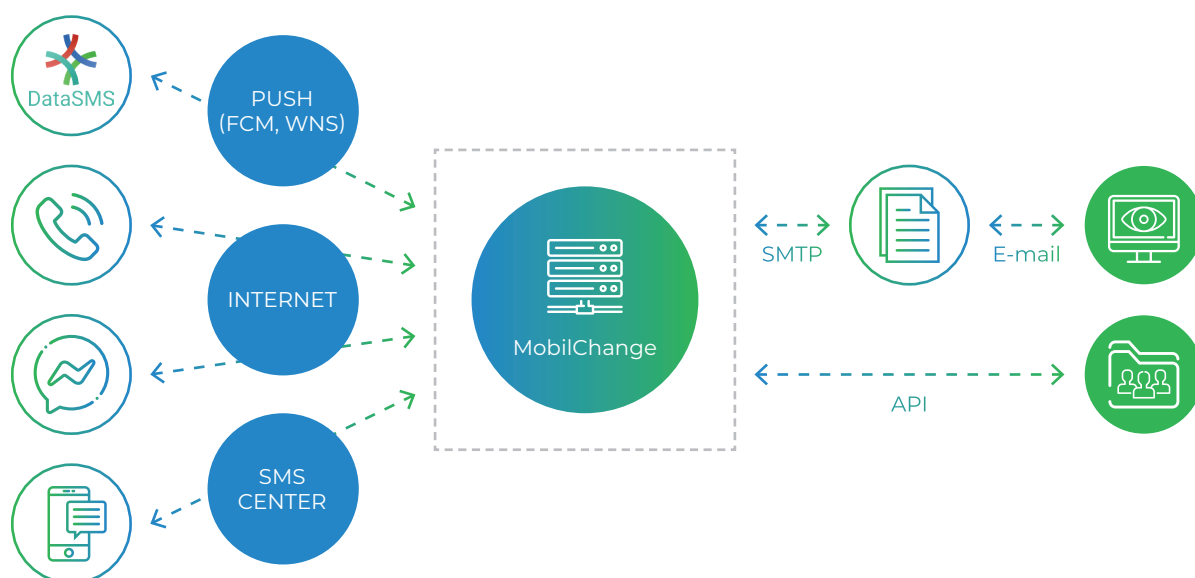 DataSMS
PUSH
(FCM, WNS)
INTERNET
SMS
CENTER
MobilChange
SMTP
E-mail
API